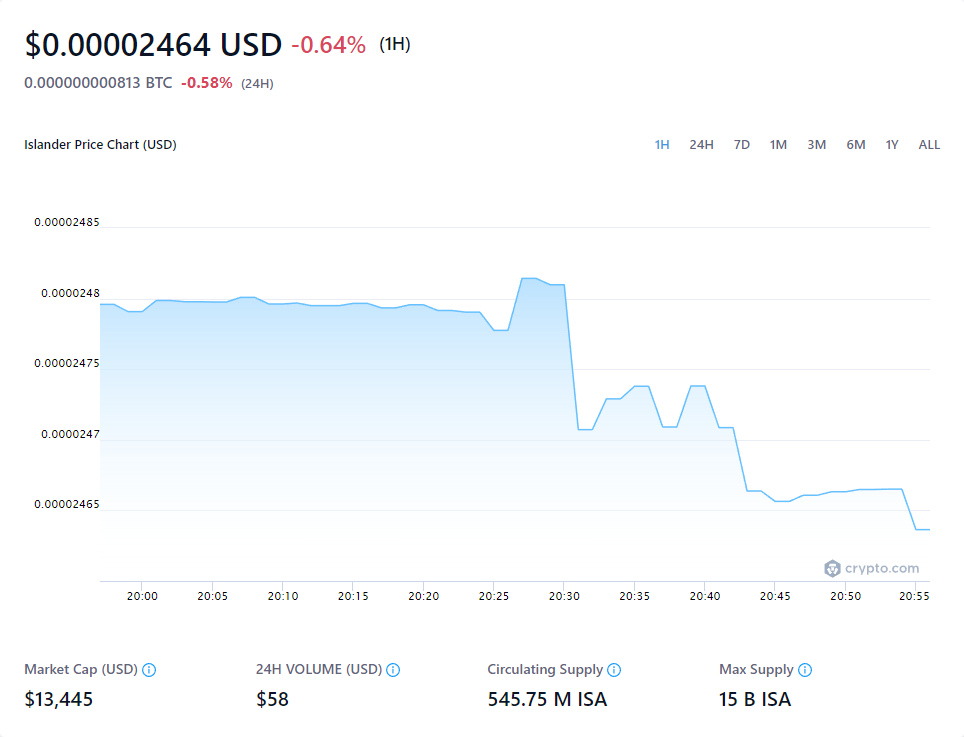 $0.00002464 USD -0.64% (1H)
0.000000000813 BTC -0.58% (24H)
Islander Price Chart (USD) 1H 24H 7D 1M 3M 6M 1Y ALL
0.00002485
0.0000248
0.00002475
0.0000247
0.00002465
crypto.com
20:00 20:05 20:10 20:15 20:20 20:25 20:30 20:35 20:40 20:45 20:50 20:55
Market Cap (USD) 24H VOLUME (USD) Circulating Supply Max Supply
$13,445 $58 545.75 M ISA 15 B ISA